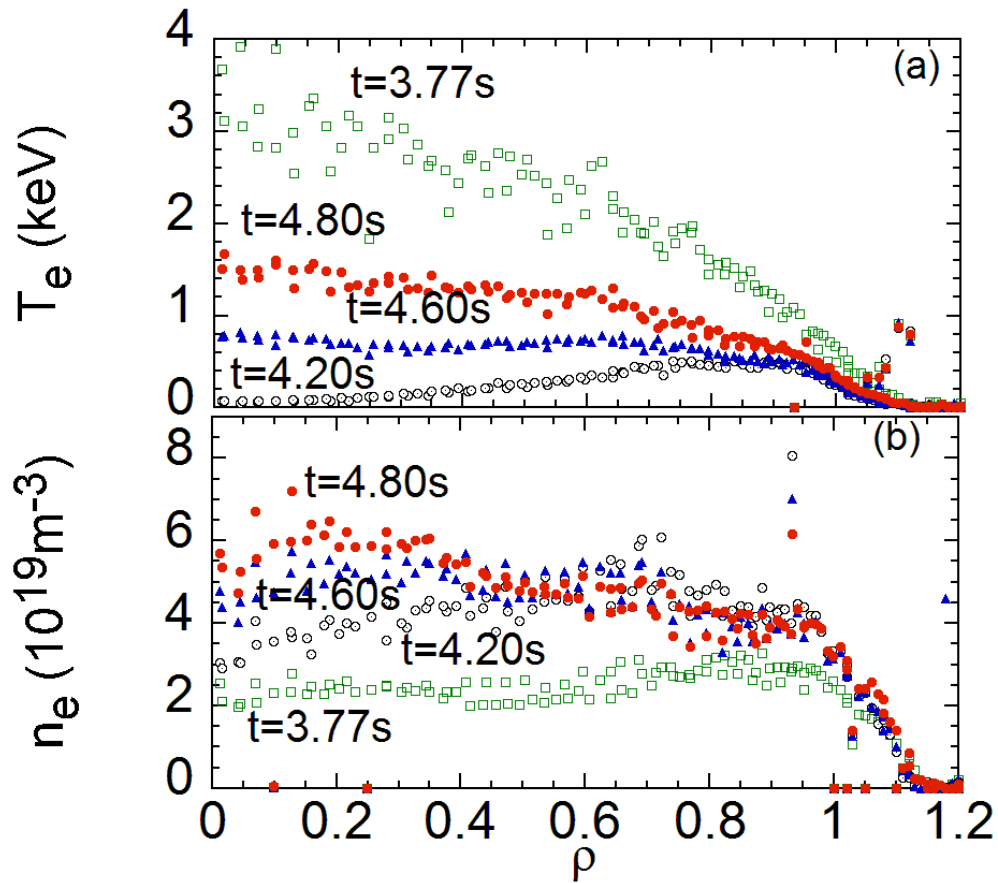 4
(a)
t=3.77s
3
T_e (keV)
t=4.80s
2
t=4.60s
1
t=4.20s
0
(b)
8
t=4.80s
6
n_e (10^19 m^-3)
t=4.60s
4
t=4.20s
2
t=3.77s
0
0 0.2 0.4 0.6 0.8 1 1.2
ρ